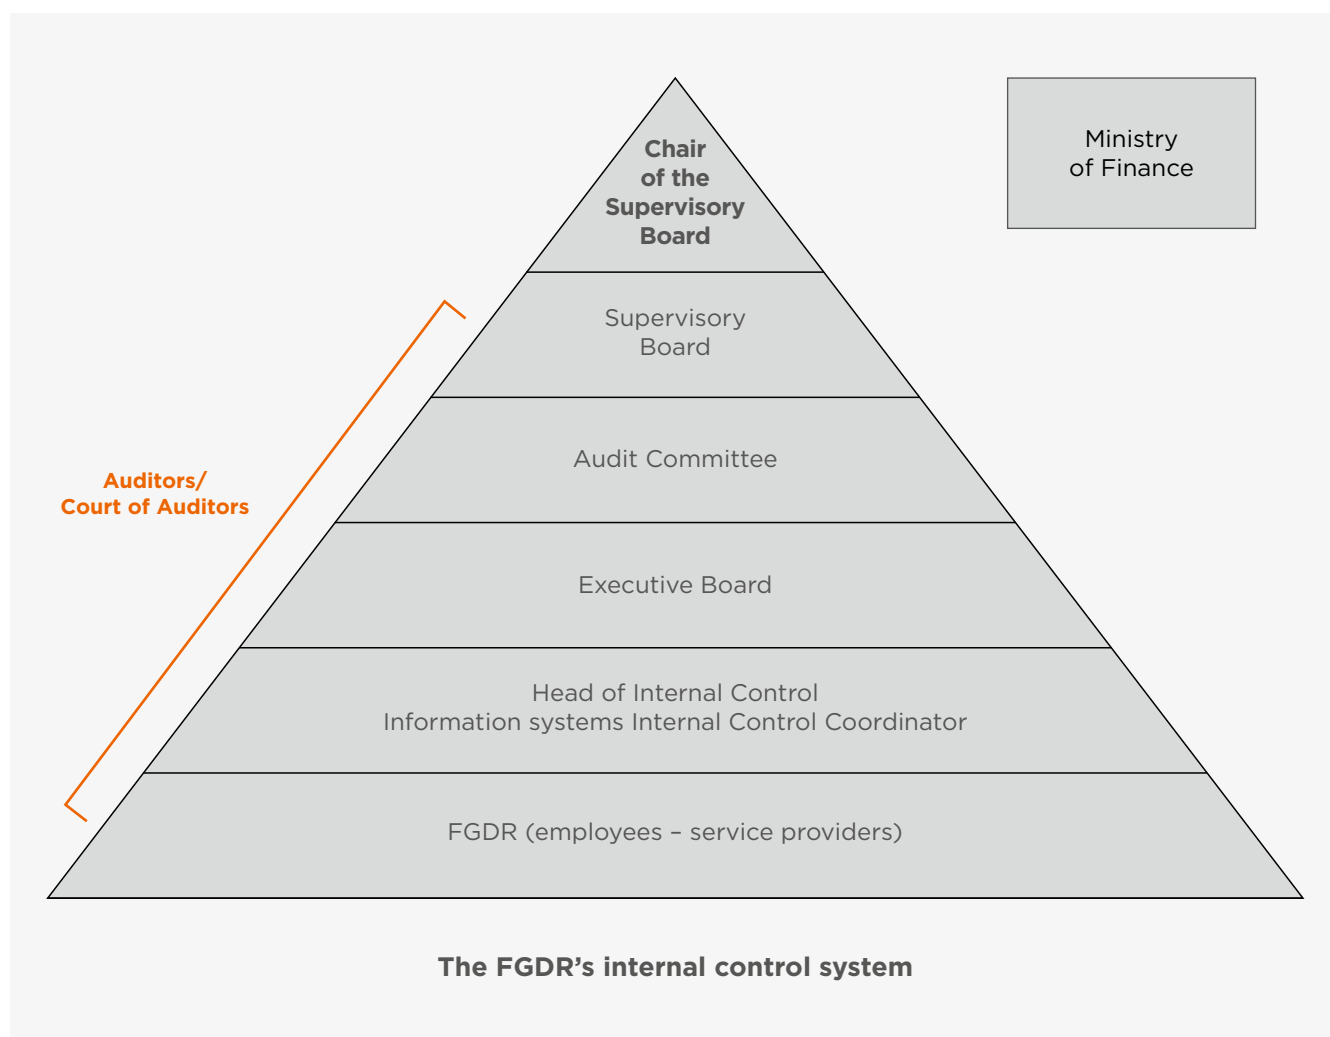 Chair
of the
Supervisory
Board
Ministry
of Finance
Supervisory
Board
Audit Committee
Auditors/
Court of Auditors
Executive Board
Head of Internal Control
Information systems Internal Control Coordinator
FGDR (employees – service providers)
The FGDR’s internal control system